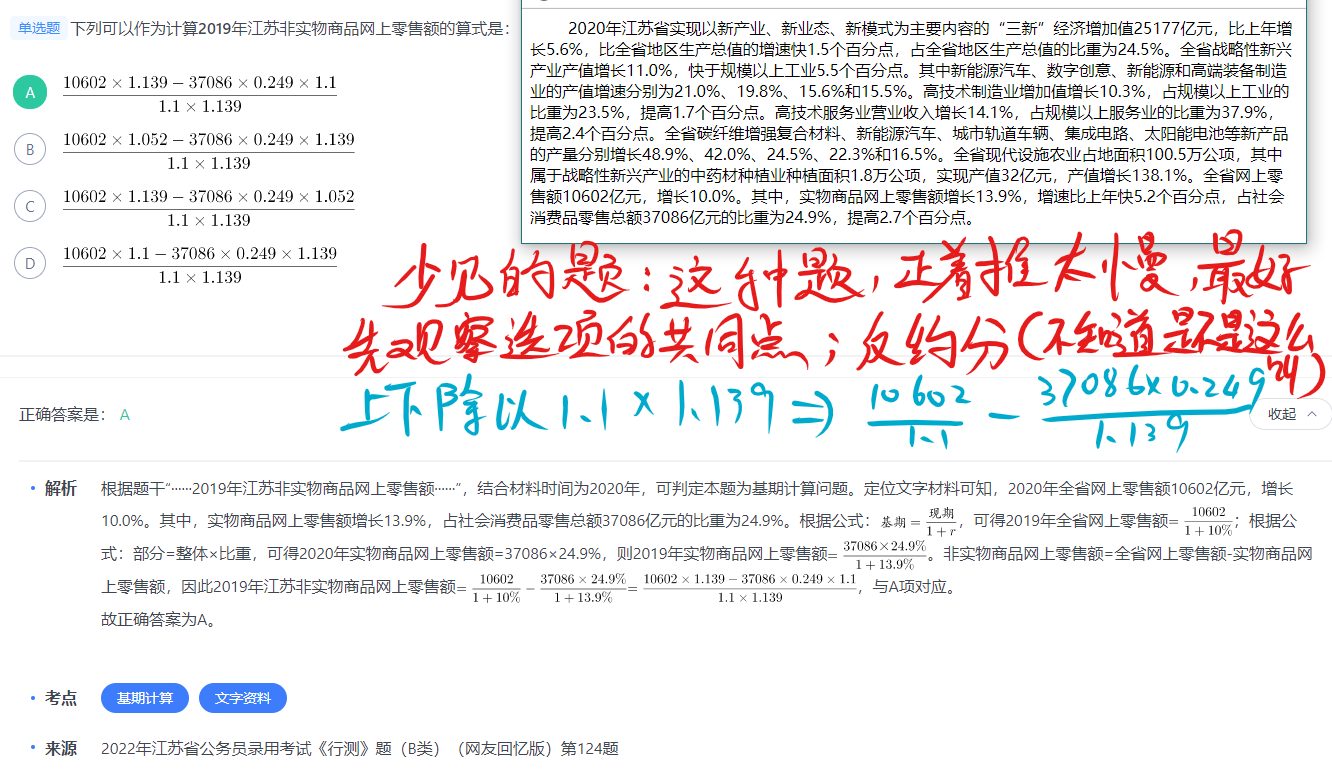 单选题 下列可以作为计算2019年江苏非实物商品网上零售额的算式是：
A (10602 × 1.139 − 37086 × 0.249 × 1.1) / (1.1 × 1.139)
B (10602 × 1.052 − 37086 × 0.249 × 1.139) / (1.1 × 1.139)
C (10602 × 1.139 − 37086 × 0.249 × 1.052) / (1.1 × 1.139)
D (10602 × 1.1 − 37086 × 0.249 × 1.139) / (1.1 × 1.139)
2020年江苏省实现以新产业、新业态、新模式为主要内容的“三新”经济增加值25177亿元，比上年增
长5.6%，比全省地区生产总值的增速快1.5个百分点，占全省地区生产总值的比重为24.5%。全省战略性新兴
产业产值增长11.0%，快于规模以上工业5.5个百分点。其中新能源汽车、数字创意、新能源和高端装备制造
业的产值增速分别为21.0%、19.8%、15.6%和15.5%。高技术制造业增加值增长10.3%，占规模以上工业的
比重为23.5%，提高1.7个百分点。高技术服务业营业收入增长14.1%，占规模以上服务业的比重为37.9%，
提高2.4个百分点。全省碳纤维增强复合材料、新能源汽车、城市轨道车辆、集成电路、太阳能电池等新产品
的产量分别增长48.9%、42.0%、24.5%、22.3%和16.5%。全省现代设施农业占地面积100.5万公项，其中
属于战略性新兴产业的中药材种植业种植面积1.8万公项，实现产值32亿元，产值增长138.1%。全省网上零
售额10602亿元，增长10.0%。其中，实物商品网上零售额增长13.9%，增速比上年快5.2个百分点，占社会
消费品零售总额37086亿元的比重为24.9%，提高2.7个百分点。
少见的题：这种题，正着推太慢，最好
先观察选项的共同点；反约分（不知道是不是这么叫）
上下除以1.1×1.139 ⇒ 10602/1.1 − 37086×0.249/1.139
正确答案是： A
收起
解析 根据题干“······2019年江苏非实物商品网上零售额······”，结合材料时间为2020年，可判定本题为基期计算问题。定位文字材料可知，2020年全省网上零售额10602亿元，增长
10.0%。其中，实物商品网上零售额增长13.9%，占社会消费品零售总额37086亿元的比重为24.9%。根据公式：基期 = 现期/(1 + r)，可得2019年全省网上零售额= 10602/(1 + 10%)；根据公
式：部分=整体×比重，可得2020年实物商品网上零售额=37086×24.9%，则2019年实物商品网上零售额= (37086×24.9%)/(1 + 13.9%)。非实物商品网上零售额=全省网上零售额-实物商品网
上零售额，因此2019年江苏非实物商品网上零售额= 10602/(1 + 10%) − (37086 × 24.9%)/(1 + 13.9%) = (10602 × 1.139 − 37086 × 0.249 × 1.1)/(1.1 × 1.139)，与A项对应。
故正确答案为A。
考点 基期计算 文字资料
来源 2022年江苏省公务员录用考试《行测》题（B类）（网友回忆版）第124题